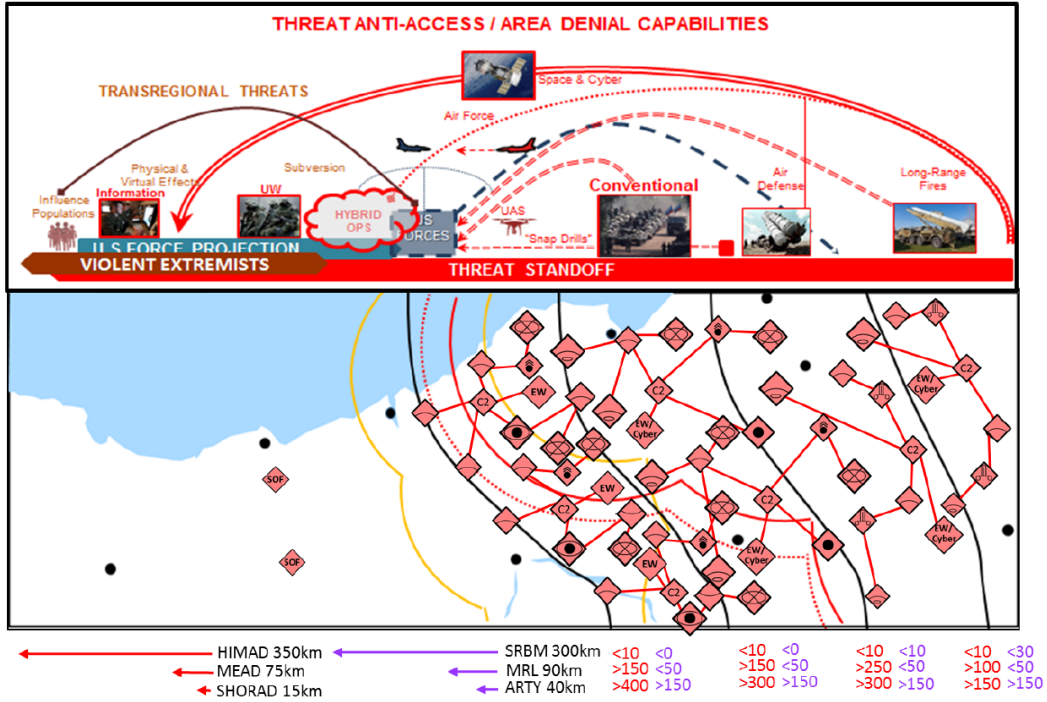 THREAT ANTI-ACCESS / AREA DENIAL CAPABILITIES
Space & Cyber
TRANSREGIONAL THREATS
Air Force
Physical &
Virtual Effects
Subversion
Information
UW
Influence
Populations
HYBRID
OPS
US
FORCES
UAS
"Snap Drills"
Conventional
Air
Defense
Long-Range
Fires
U.S FORCE PROJECTION
VIOLENT EXTREMISTS
THREAT STANDOFF
EW/
Cyber
C2
EW
C2
C2
EW/
Cyber
C2
SOF
EW
C2
C2
EW/
Cyber
EW/
Cyber
SOF
EW
C2
HIMAD 350km
MEAD 75km
SHORAD 15km
SRBM 300km
MRL 90km
ARTY 40km
<10 <0
>150 <50
>400 >150
<10 <0
>150 <50
>300 >150
<10 <10
>250 <50
>300 >150
<10 <30
>100 <50
>150 >150